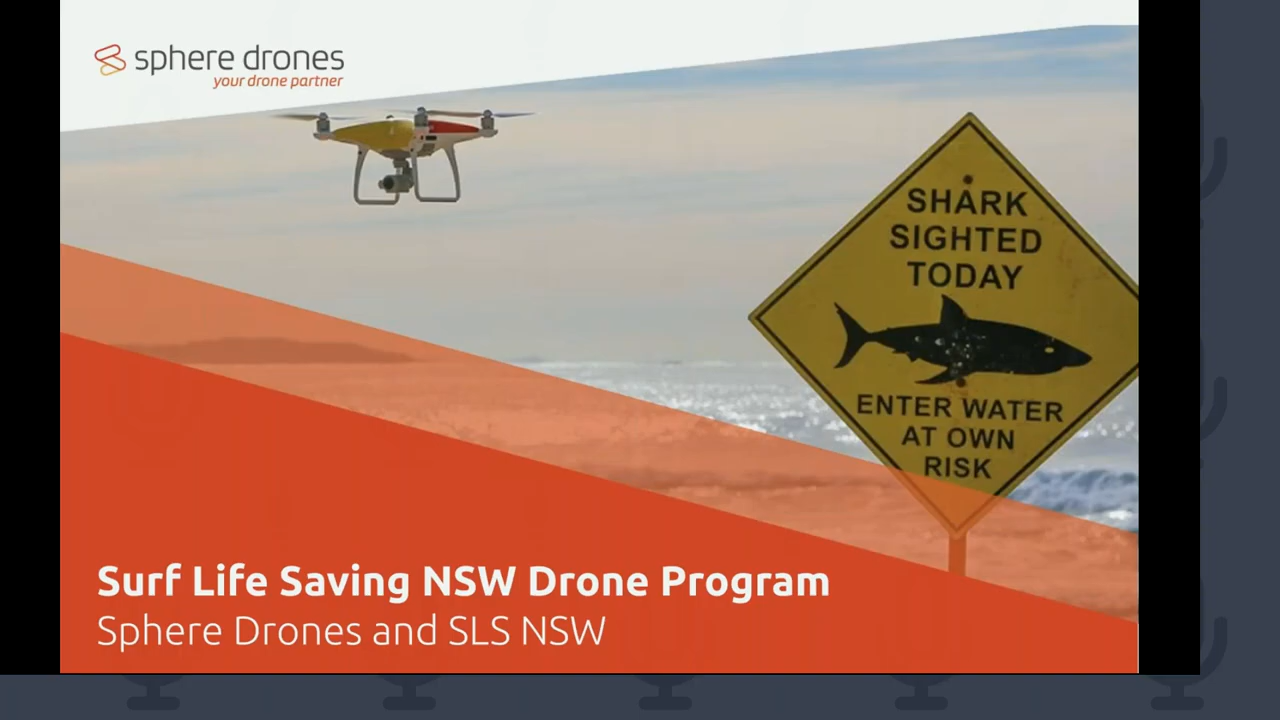 sphere drones
your drone partner
SHARK
SIGHTED
TODAY
ENTER WATER
AT OWN
RISK
Surf Life Saving NSW Drone Program
Sphere Drones and SLS NSW